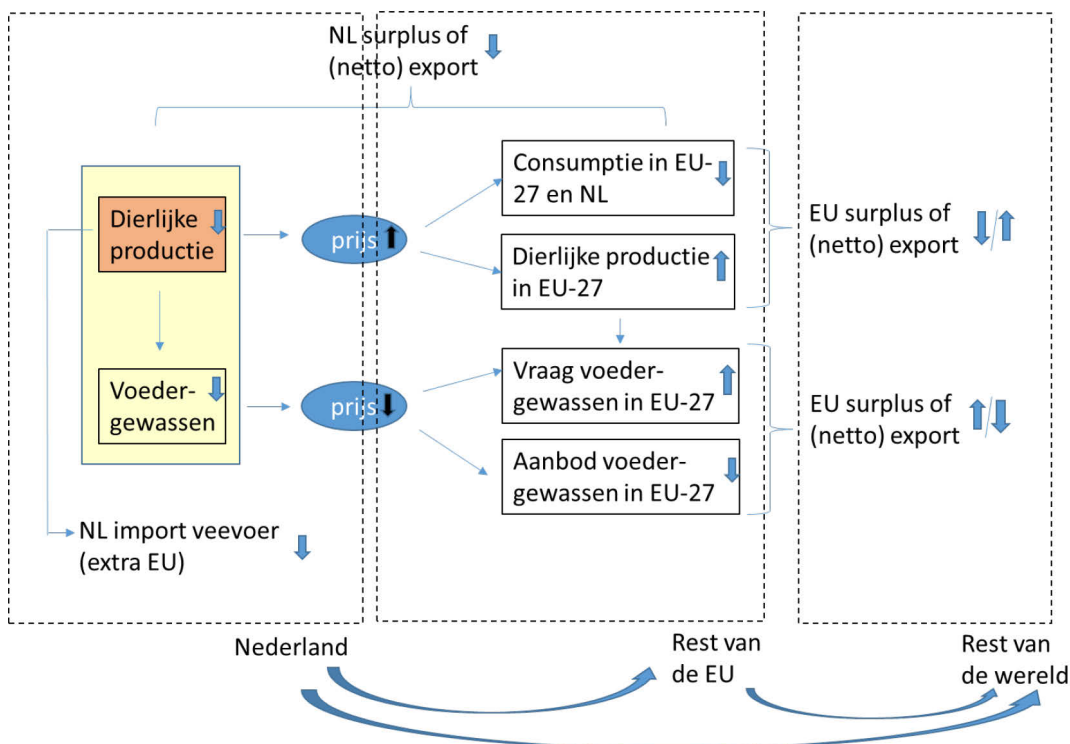 NL surplus of
(netto) export
Dierlijke
productie
prijs
Consumptie in EU-
27 en NL
Dierlijke productie
in EU-27
EU surplus of
(netto) export
Voeder-
gewassen
prijs
Vraag voeder-
gewassen in EU-27
Aanbod voeder-
gewassen in EU-27
EU surplus of
(netto) export
NL import veevoer
(extra EU)
Nederland
Rest van
de EU
Rest van
de wereld